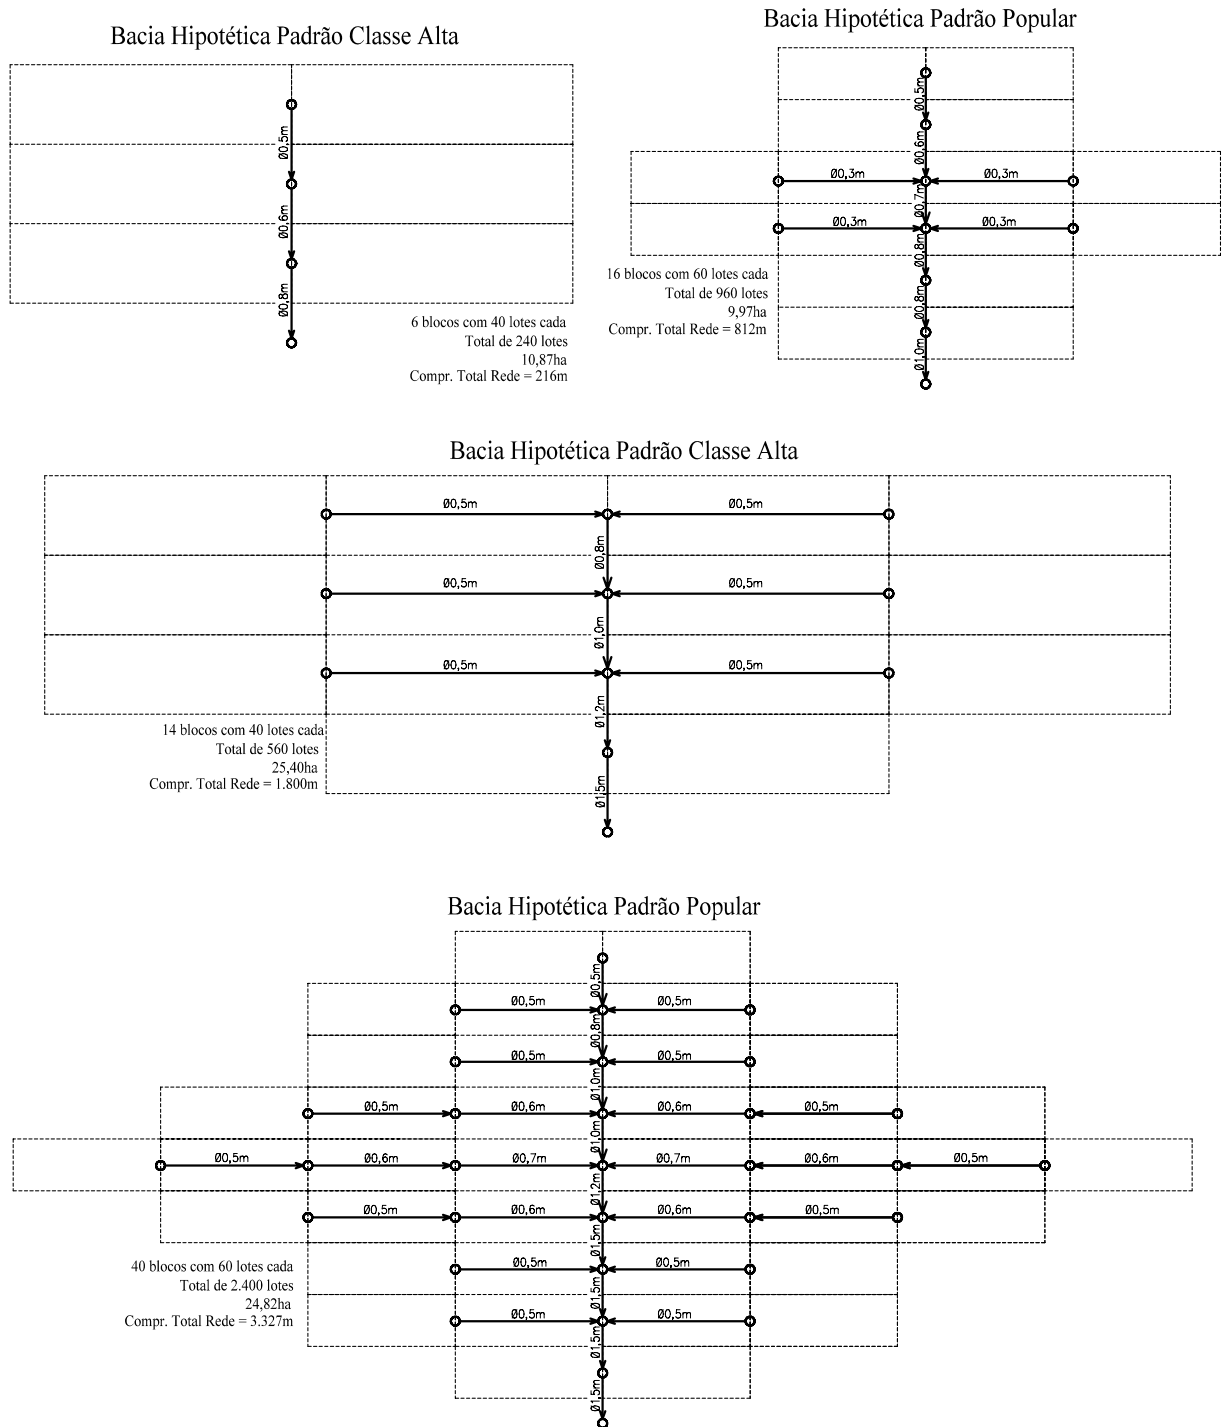 Bacia Hipotética Padrão Classe Alta
Ø0,5m
Ø0,6m
Ø0,8m
6 blocos com 40 lotes cada
Total de 240 lotes
10,87ha
Compr. Total Rede = 216m
Bacia Hipotética Padrão Popular
Ø0,5m
Ø0,6m
Ø0,3m Ø0,3m
Ø0,7m
Ø0,3m Ø0,3m
Ø0,8m
Ø0,8m
Ø1,0m
16 blocos com 60 lotes cada
Total de 960 lotes
9,97ha
Compr. Total Rede = 812m
Bacia Hipotética Padrão Classe Alta
Ø0,5m Ø0,5m
Ø0,8m
Ø0,5m Ø0,5m
Ø1,0m
Ø0,5m Ø0,5m
Ø1,2m
Ø1,5m
14 blocos com 40 lotes cada
Total de 560 lotes
25,40ha
Compr. Total Rede = 1.800m
Bacia Hipotética Padrão Popular
Ø0,5m
Ø0,5m Ø0,5m
Ø0,8m
Ø0,5m Ø0,5m
Ø1,0m
Ø0,5m Ø0,6m Ø0,6m Ø0,5m
Ø1,0m
Ø0,5m Ø0,6m Ø0,7m Ø0,7m Ø0,6m Ø0,5m
Ø1,2m
Ø0,5m Ø0,6m Ø0,6m Ø0,5m
Ø1,5m
Ø0,5m Ø0,5m
Ø1,5m
Ø0,5m Ø0,5m
Ø1,5m
Ø1,5m
40 blocos com 60 lotes cada
Total de 2.400 lotes
24,82ha
Compr. Total Rede = 3.327m